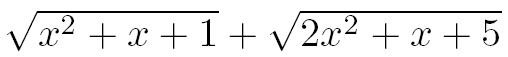 √(x² + x + 1) + √(2x² + x + 5)